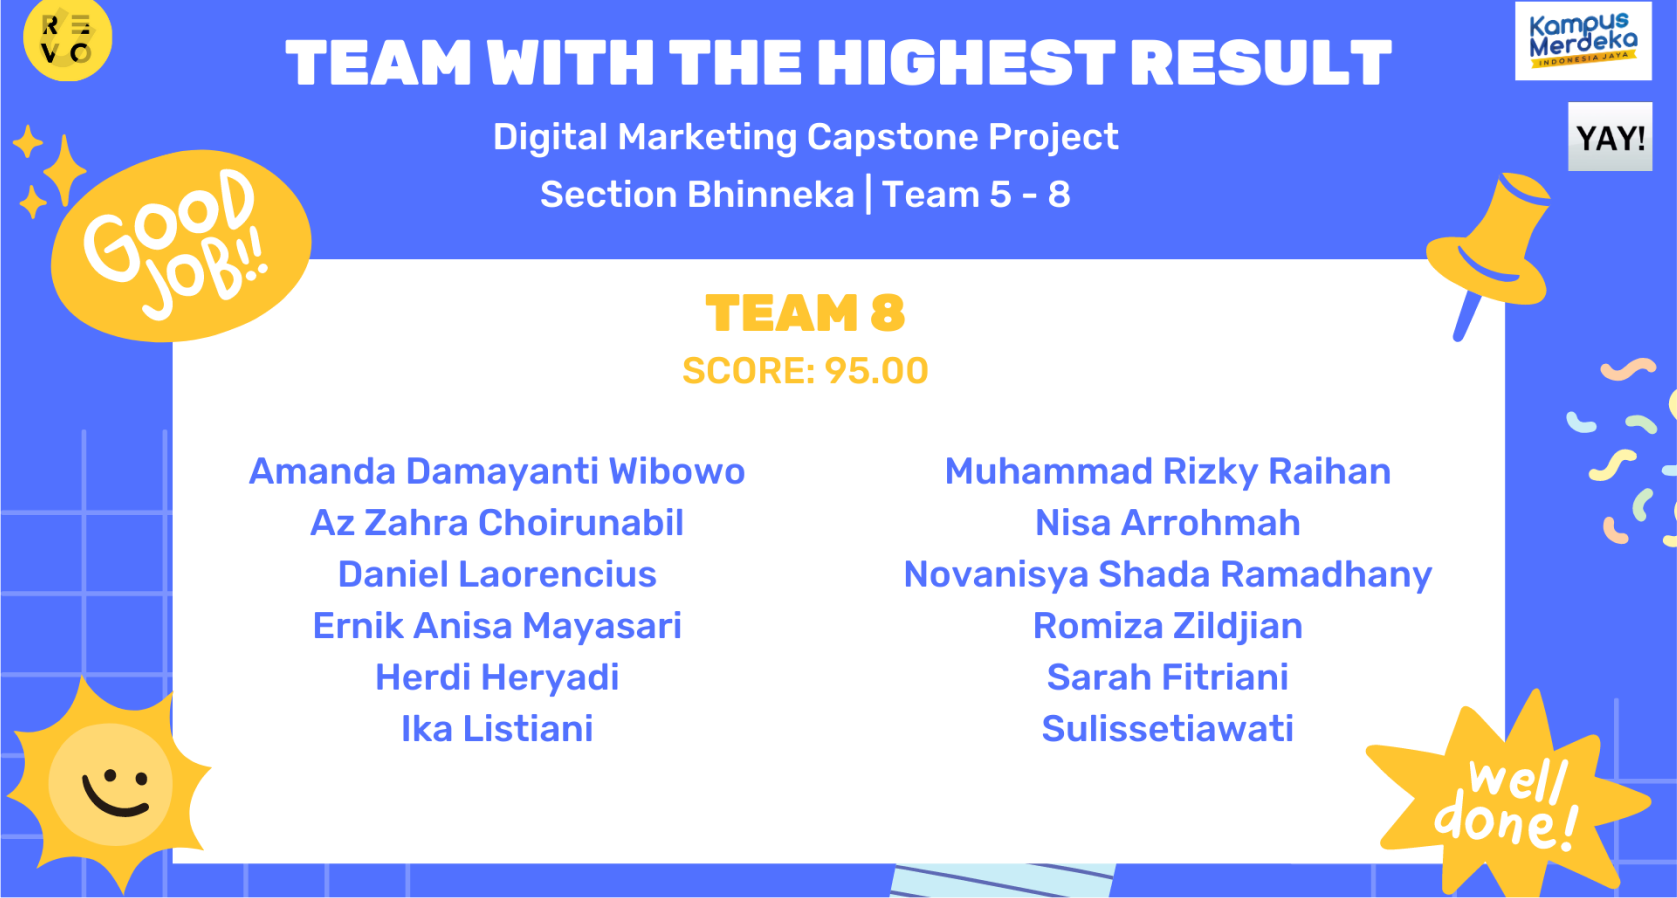 RE
VO
TEAM WITH THE HIGHEST RESULT
Kampus
Merdeka
INDONESIA JAYA
Digital Marketing Capstone Project
YAY!
Section Bhinneka | Team 5 - 8
GOOD
JOB!!
TEAM 8
SCORE: 95.00
Amanda Damayanti Wibowo
Az Zahra Choirunabil
Daniel Laorencius
Ernik Anisa Mayasari
Herdi Heryadi
Ika Listiani
Muhammad Rizky Raihan
Nisa Arrohmah
Novanisya Shada Ramadhany
Romiza Zildjian
Sarah Fitriani
Sulissetiawati
well
done!